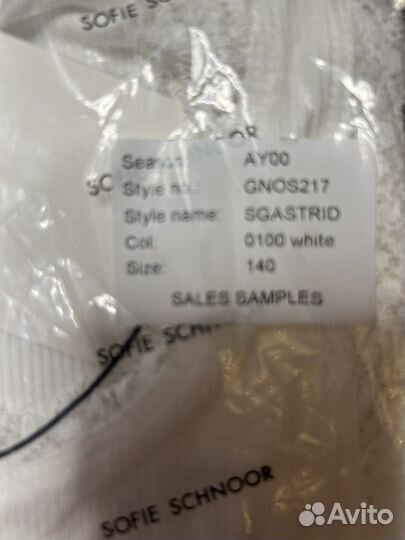 SOFIE SCHNOOR
SCHNOOR
Season: AY00
Style no.: GNOS217
Style name: SGASTRID
Col: 0100 white
Size: 140
SALES SAMPLES
SOFIE SCHNOOR
SOFIE SCHNOOR
Avito